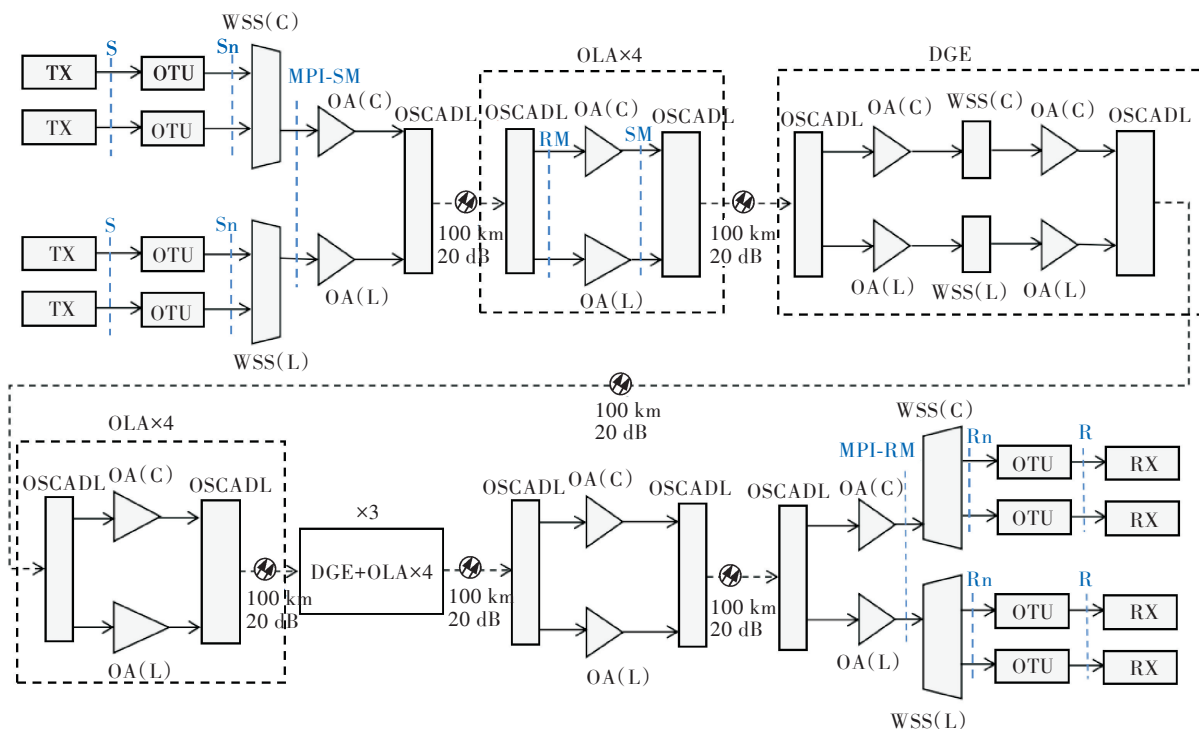 WSS(C)
S
Sn
TX
OTU
MPI-SM
OA(C)
OSCADL
TX
OTU
S
Sn
TX
OTU
OA(L)
TX
OTU
WSS(L)
100 km
20 dB
OLA×4
OSCADL
OA(C)
OSCADL
RM
SM
OA(L)
100 km
20 dB
DGE
OSCADL
OA(C)
WSS(C)
OA(C)
OSCADL
OA(L)
WSS(L)
OA(L)
100 km
20 dB
OLA×4
OSCADL
OA(C)
OSCADL
OA(L)
100 km
20 dB
×3
DGE+OLA×4
100 km
20 dB
OSCADL
OA(C)
OSCADL
OA(L)
100 km
20 dB
OSCADL
OA(C)
OA(L)
MPI-RM
WSS(C)
Rn
R
OTU
RX
OTU
RX
Rn
R
OTU
RX
OTU
RX
WSS(L)